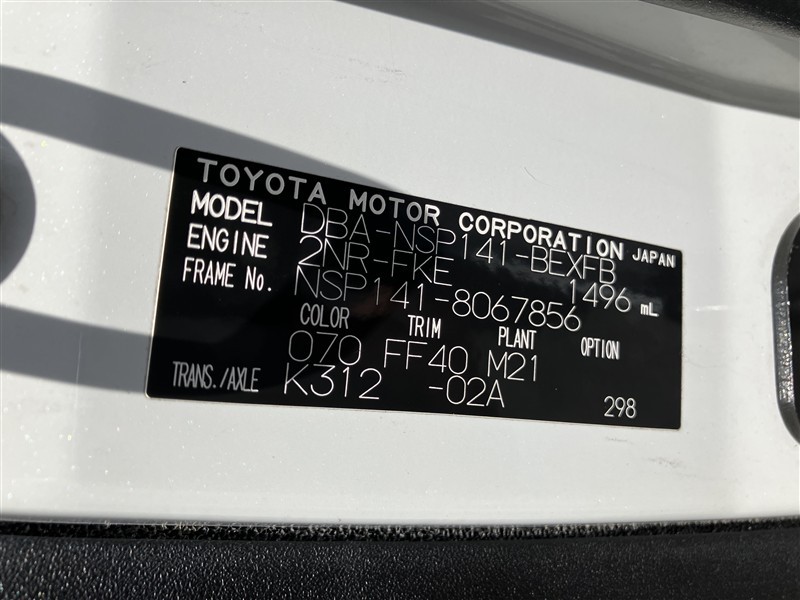 TOYOTA MOTOR CORPORATION JAPAN
MODEL DBA-NSP141-BEXFB
ENGINE 2NR-FKE 1496 mL
FRAME No. NSP141-8067856
COLOR TRIM PLANT OPTION
070 FF40 M21
TRANS./AXLE K312 -02A
298